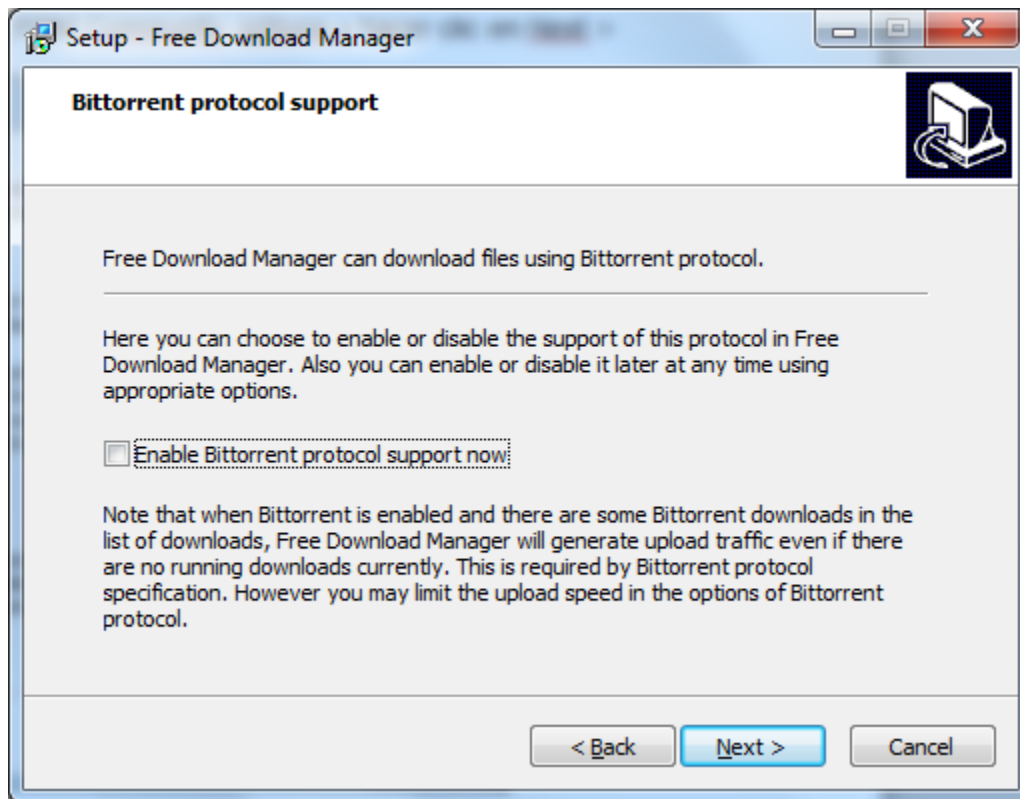 Setup - Free Download Manager
Bittorrent protocol support
Free Download Manager can download files using Bittorrent protocol.
Here you can choose to enable or disable the support of this protocol in Free
Download Manager. Also you can enable or disable it later at any time using
appropriate options.
Enable Bittorrent protocol support now
Note that when Bittorrent is enabled and there are some Bittorrent downloads in the
list of downloads, Free Download Manager will generate upload traffic even if there
are no running downloads currently. This is required by Bittorrent protocol
specification. However you may limit the upload speed in the options of Bittorrent
protocol.
< Back Next > Cancel